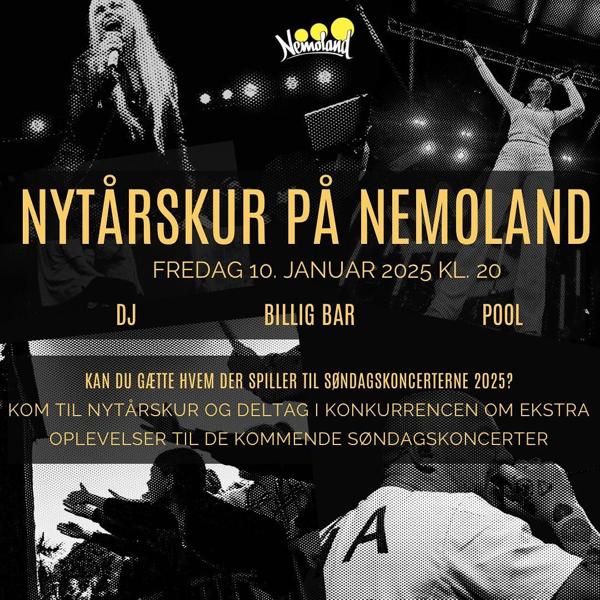 Nemoland
NYTÅRSKUR PÅ NEMOLAND
FREDAG 10. JANUAR 2025 KL. 20
DJ BILLIG BAR POOL
KAN DU GÆTTE HVEM DER SPILLER TIL SØNDAGSKONCERTERNE 2025?
KOM TIL NYTÅRSKUR OG DELTAG I KONKURRENCEN OM EKSTRA
OPLEVELSER TIL DE KOMMENDE SØNDAGSKONCERTER